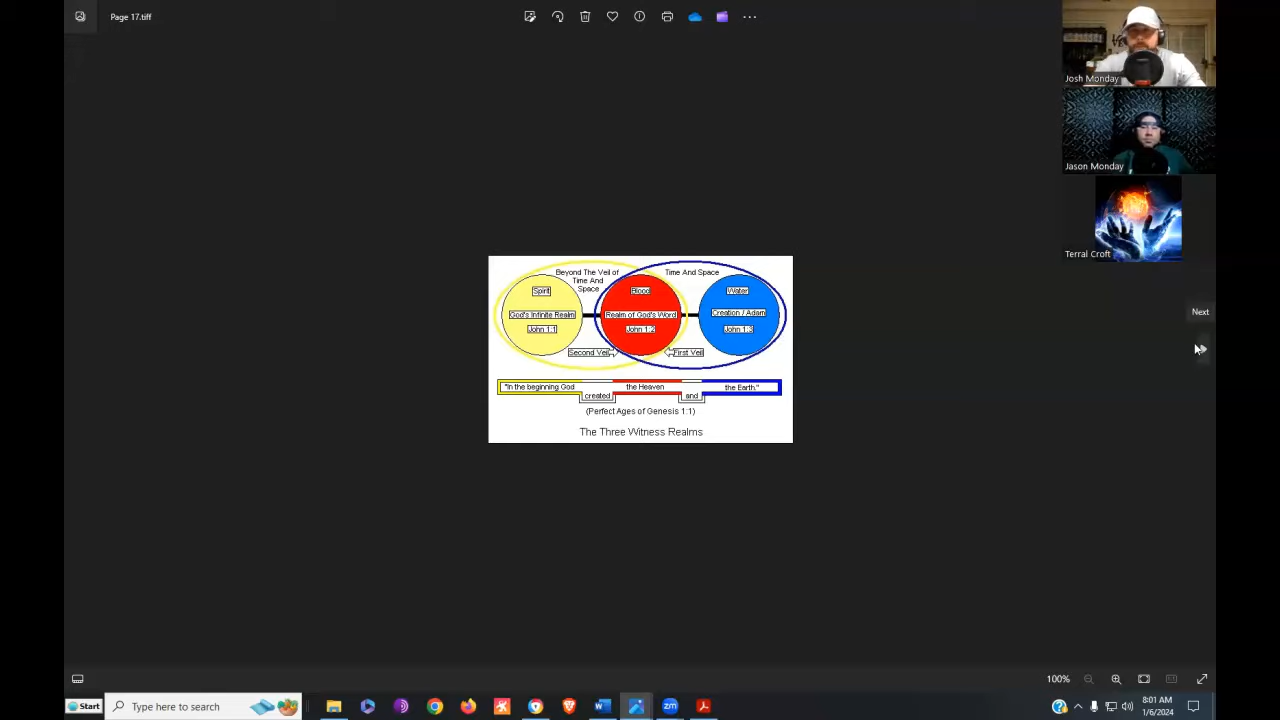 Page 17.tiff
Josh Monday
Jason Monday
Terral Croft
Next
Beyond The Veil of
Time And
Space
Time And Space
Spirit
Blood
Water
God's Infinite Realm
Realm of God's Word
Creation / Adam
John 1:1
John 1:2
John 1:3
Second Veil
First Veil
"In the beginning God
the Heaven
the Earth."
created
and
(Perfect Ages of Genesis 1:1)
The Three Witness Realms
100%
Start
Type here to search
8:01 AM
1/6/2024